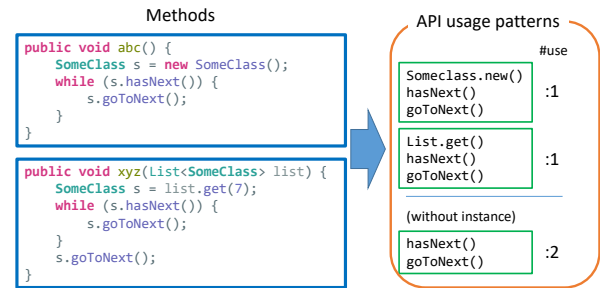 Methods
public void abc() {
SomeClass s = new SomeClass();
while (s.hasNext()) {
s.goToNext();
}
}
public void xyz(List<SomeClass> list) {
SomeClass s = list.get(7);
while (s.hasNext()) {
s.goToNext();
}
s.goToNext();
}
API usage patterns
#use
Someclass.new()
hasNext()
goToNext()
:1
List.get()
hasNext()
goToNext()
:1
(without instance)
hasNext()
goToNext()
:2